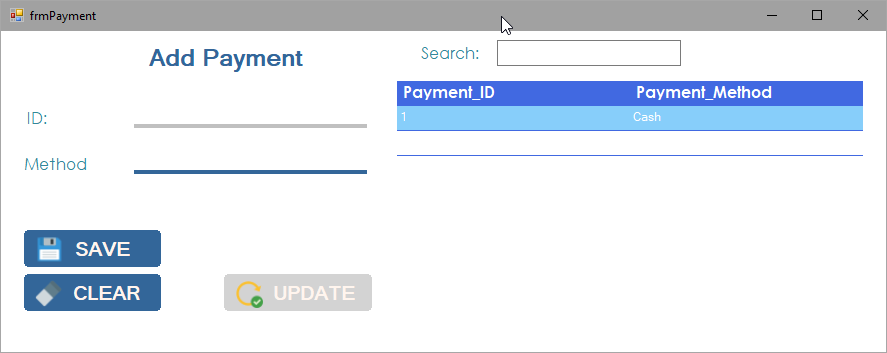 frmPayment
Add Payment
Search:
ID:
Method
Payment_ID Payment_Method
1 Cash
SAVE
CLEAR
UPDATE